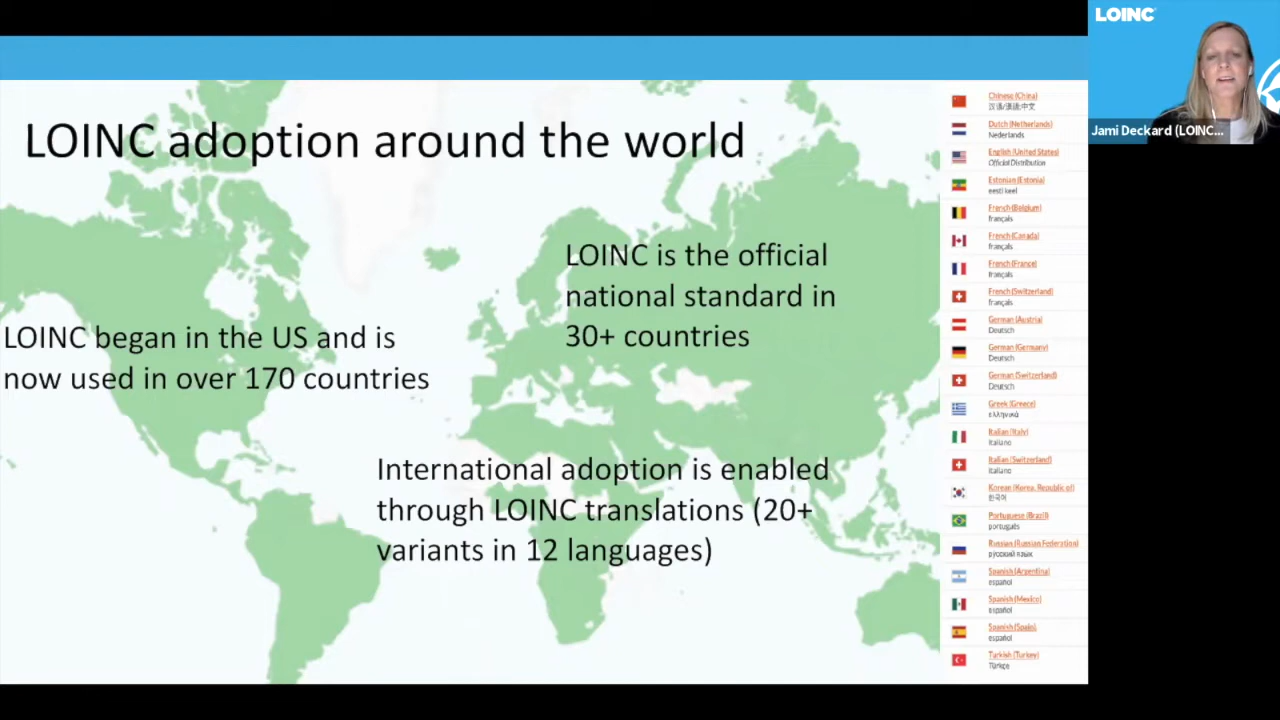 LOINC adoption around the world
LOINC is the official
national standard in
30+ countries
LOINC began in the US and is
now used in over 170 countries
International adoption is enabled
through LOINC translations (20+
variants in 12 languages)
Chinese (China)
Dutch (Netherlands)
Nederlands
English (United States)
Official Distribution
Estonian (Estonia)
eesti keel
French (Belgium)
français
French (Canada)
français
French (France)
français
French (Switzerland)
français
German (Austria)
Deutsch
German (Germany)
Deutsch
German (Switzerland)
Deutsch
Greek (Greece)
ελληνικά
Italian (Italy)
italiano
Italian (Switzerland)
italiano
Korean (Korea, Republic of)
한국어
Portuguese (Brazil)
português
Russian (Russian Federation)
русский язык
Spanish (Argentina)
español
Spanish (Mexico)
español
Spanish (Spain)
español
Turkish (Turkey)
Türkçe
LOINC
Jami Deckard (LOINC...